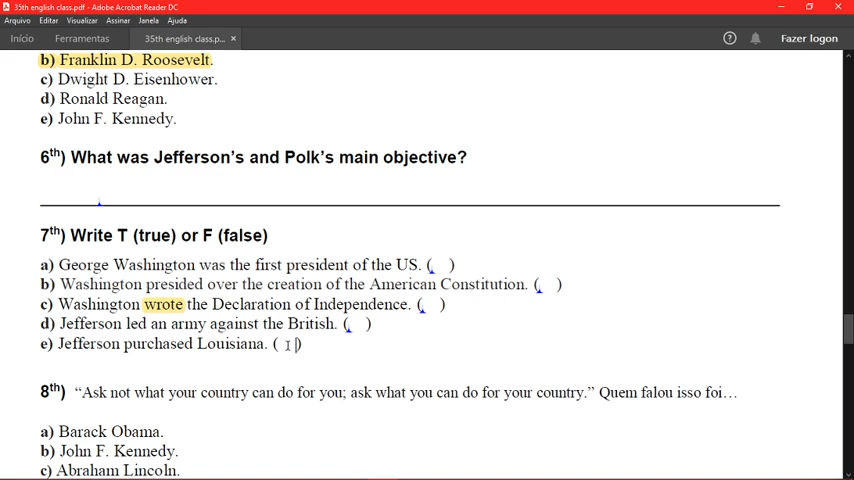 35th english class.pdf - Adobe Acrobat Reader DC
Arquivo Editar Visualizar Assinar Janela Ajuda
Início Ferramentas 35th english class.p... × Fazer logon
b) Franklin D. Roosevelt.
c) Dwight D. Eisenhower.
d) Ronald Reagan.
e) John F. Kennedy.
6th) What was Jefferson's and Polk's main objective?
7th) Write T (true) or F (false)
a) George Washington was the first president of the US. ( )
b) Washington presided over the creation of the American Constitution. ( )
c) Washington wrote the Declaration of Independence. ( )
d) Jefferson led an army against the British. ( )
e) Jefferson purchased Louisiana. ( )
8th) “Ask not what your country can do for you; ask what you can do for your country.” Quem falou isso foi…
a) Barack Obama.
b) John F. Kennedy.
c) Abraham Lincoln.